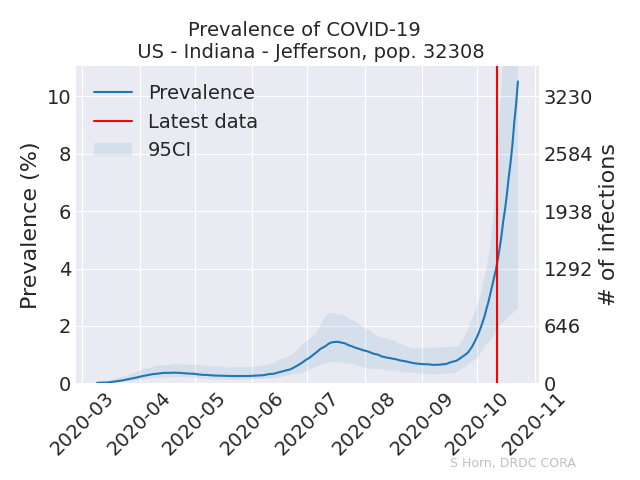 Prevalence of COVID-19
US - Indiana - Jefferson, pop. 32308
Prevalence
Latest data
95CI
Prevalence (%)
10
8
6
4
2
0
3230
2584
1938
1292
646
0
# of infections
2020-03
2020-04
2020-05
2020-06
2020-07
2020-08
2020-09
2020-10
2020-11
S Horn, DRDC CORA